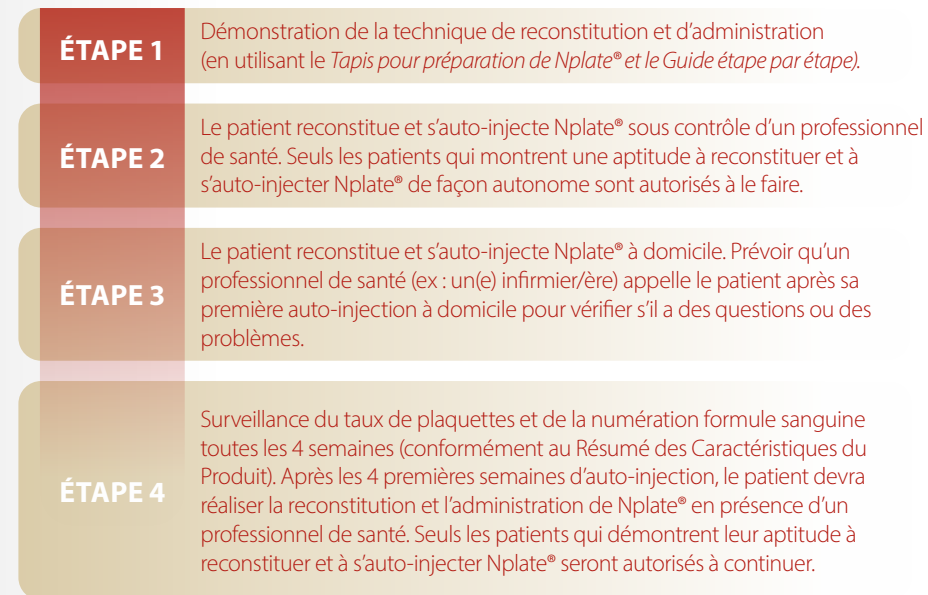 ÉTAPE 1
Démonstration de la technique de reconstitution et d’administration
(en utilisant le Tapis pour préparation de Nplate® et le Guide étape par étape).
ÉTAPE 2
Le patient reconstitue et s’auto-injecte Nplate® sous contrôle d’un professionnel
de santé. Seuls les patients qui montrent une aptitude à reconstituer et à
s’auto-injecter Nplate® de façon autonome sont autorisés à le faire.
ÉTAPE 3
Le patient reconstitue et s’auto-injecte Nplate® à domicile. Prévoir qu’un
professionnel de santé (ex : un(e) infirmier/ère) appelle le patient après sa
première auto-injection à domicile pour vérifier s’il a des questions ou des
problèmes.
ÉTAPE 4
Surveillance du taux de plaquettes et de la numération formule sanguine
toutes les 4 semaines (conformément au Résumé des Caractéristiques du
Produit). Après les 4 premières semaines d’auto-injection, le patient devra
réaliser la reconstitution et l’administration de Nplate® en présence d’un
professionnel de santé. Seuls les patients qui démontrent leur aptitude à
reconstituer et à s’auto-injecter Nplate® seront autorisés à continuer.